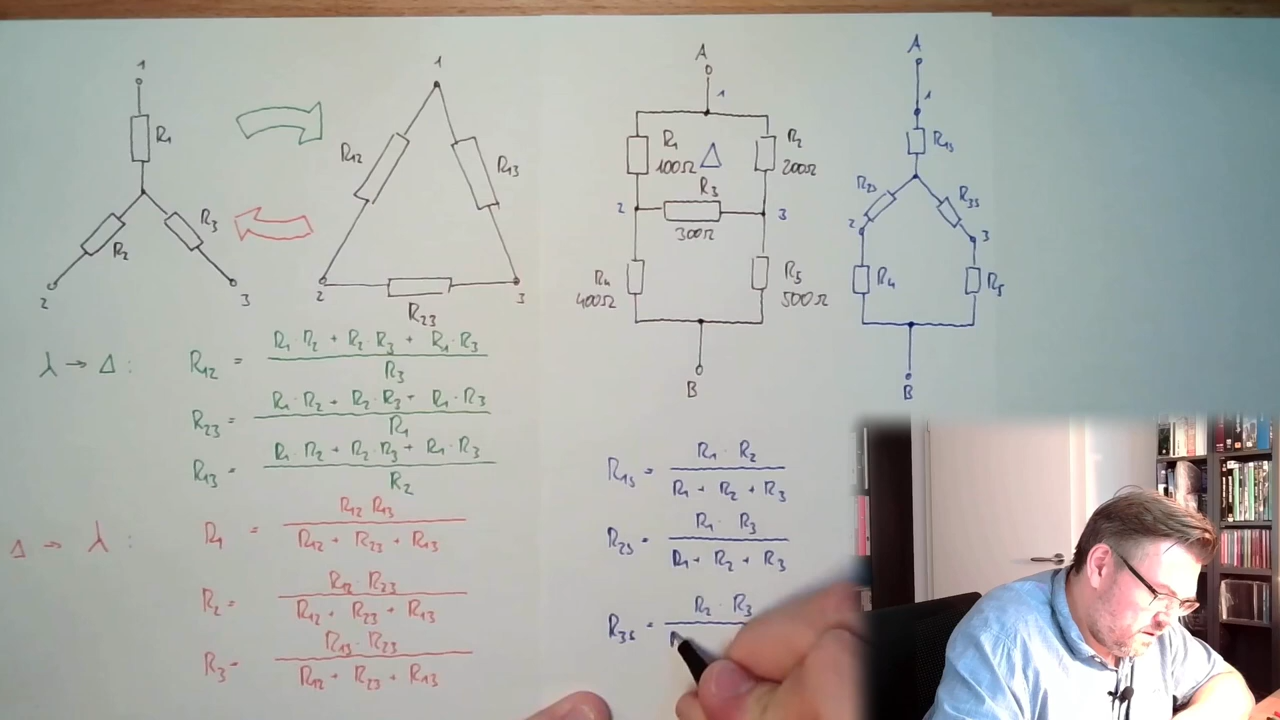 1
R₁
R₂
R₃
2
3
1
R₁₂
R₁₃
2
3
R₂₃
A
1
R₁
100Ω
Δ
R₂
200Ω
2
R₃
3
300Ω
R₄
400Ω
R₅
500Ω
B
A
1
R₁ₛ
R₂ₛ
R₃ₛ
2
3
R₄
R₅
B
⅄ → Δ :
R₁₂ = (R₁ · R₂ + R₂ · R₃ + R₁ · R₃) / R₃
R₂₃ = (R₁ · R₂ + R₂ · R₃ + R₁ · R₃) / R₁
R₁₃ = (R₁ · R₂ + R₂ · R₃ + R₁ · R₃) / R₂
Δ → ⅄ :
R₁ = (R₁₂ R₁₃) / (R₁₂ + R₂₃ + R₁₃)
R₂ = (R₁₂ · R₂₃) / (R₁₂ + R₂₃ + R₁₃)
R₃ = (R₁₃ · R₂₃) / (R₁₂ + R₂₃ + R₁₃)
R₁ₛ = (R₁ · R₂) / (R₁ + R₂ + R₃)
R₂ₛ = (R₁ · R₃) / (R₁ + R₂ + R₃)
R₃ₛ = R₂ · R₃